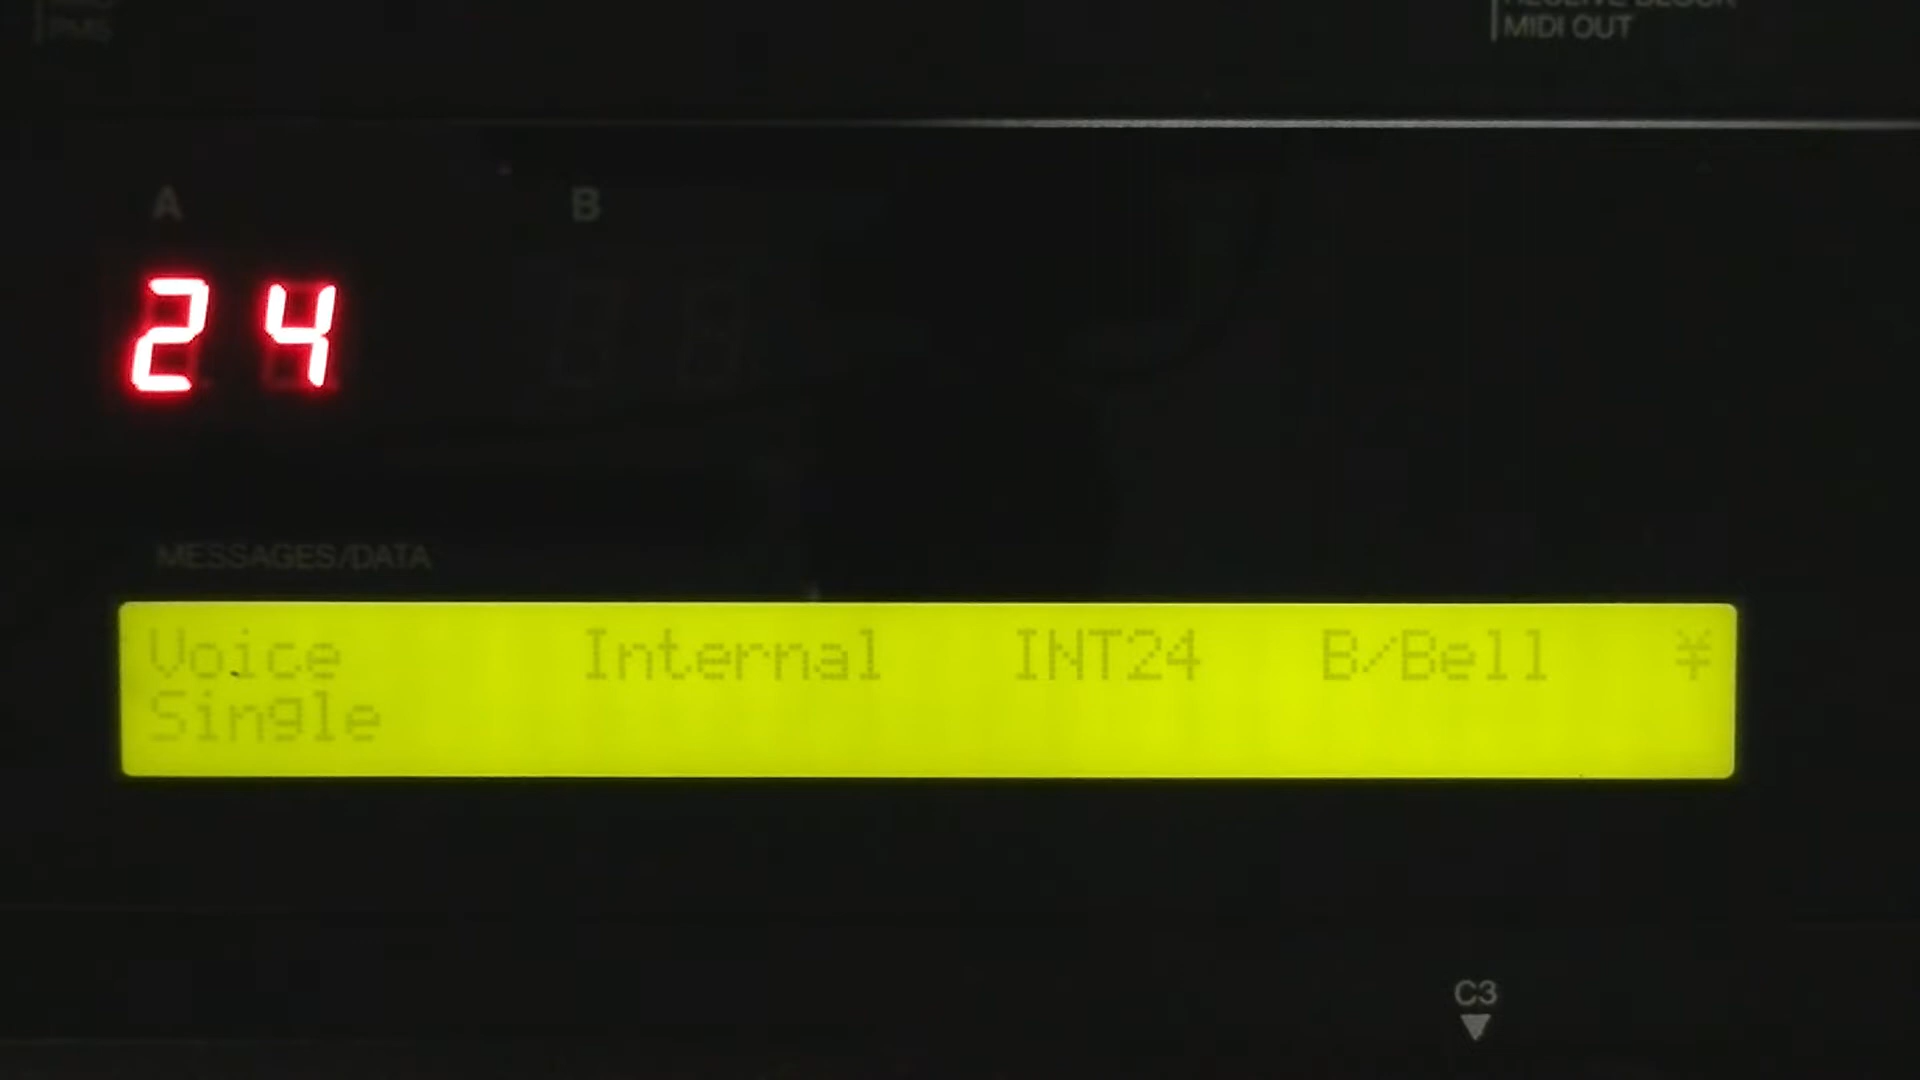 MIDI OUT
A B
24
MESSAGES/DATA
Voice Internal INT24 B/Bell ¥
Single
C3